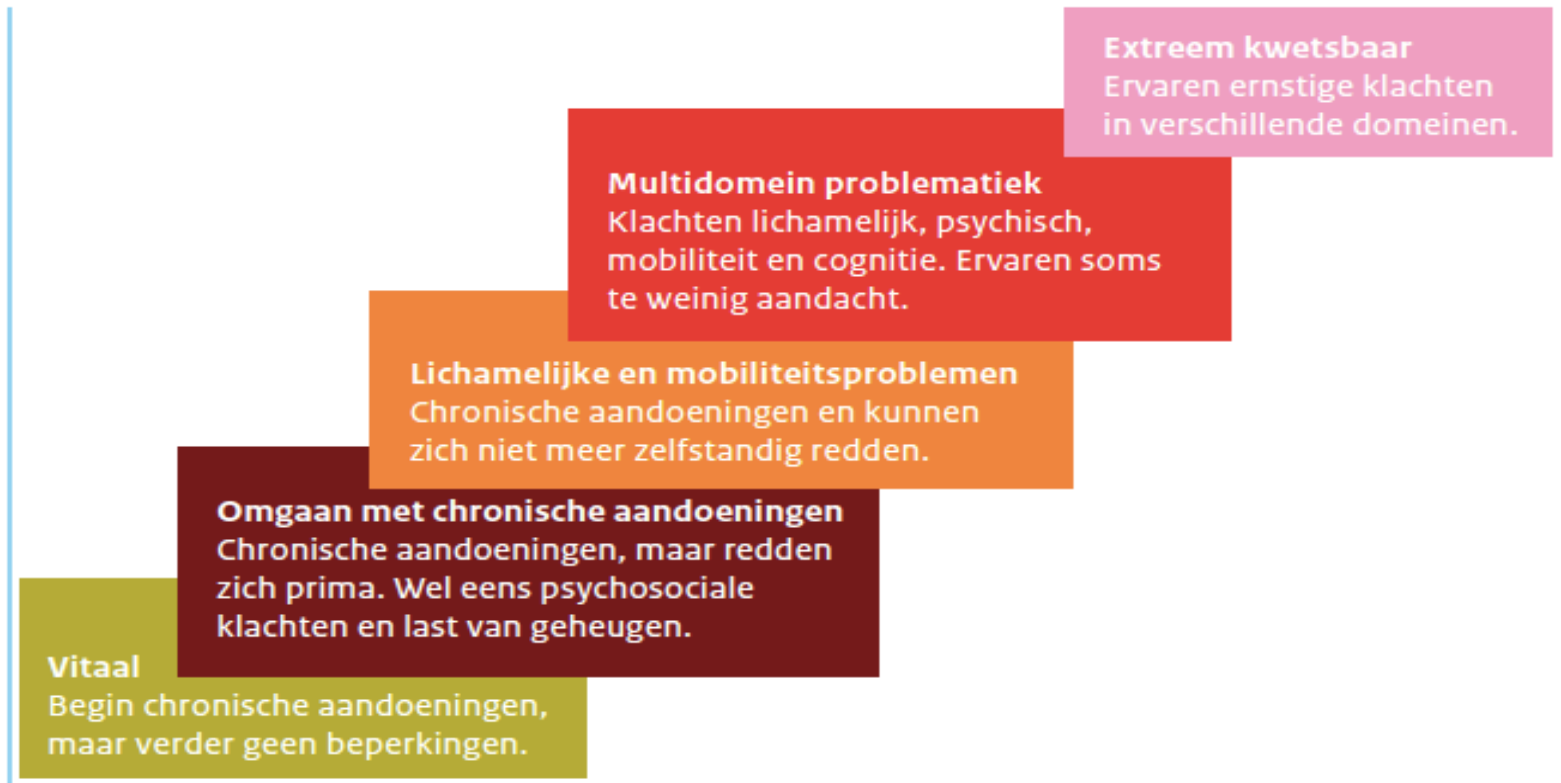 Extreem kwetsbaar
Ervaren ernstige klachten
in verschillende domeinen.
Multidomein problematiek
Klachten lichamelijk, psychisch,
mobiliteit en cognitie. Ervaren soms
te weinig aandacht.
Lichamelijke en mobiliteitsproblemen
Chronische aandoeningen en kunnen
zich niet meer zelfstandig redden.
Omgaan met chronische aandoeningen
Chronische aandoeningen, maar redden
zich prima. Wel eens psychosociale
klachten en last van geheugen.
Vitaal
Begin chronische aandoeningen,
maar verder geen beperkingen.